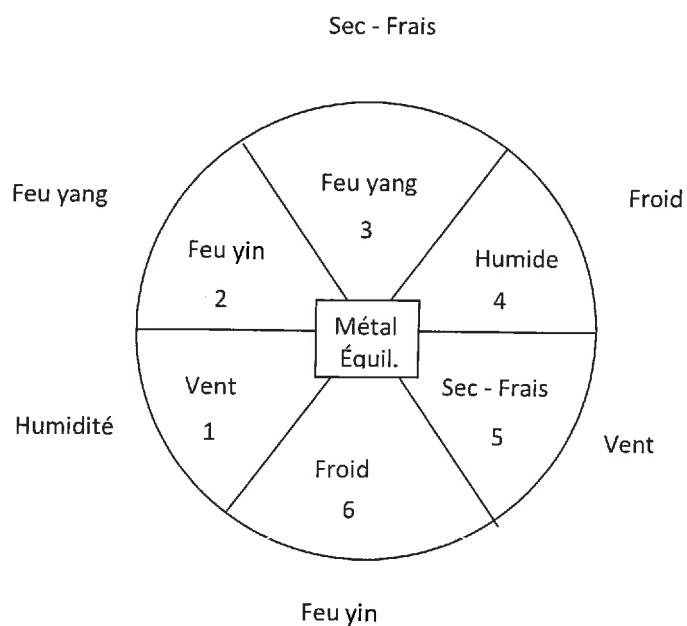 Sec - Frais
Feu yang
Feu yang
3
Froid
Feu yin
2
Humide
4
Métal
Équil.
Vent
1
Sec - Frais
5
Humidité
Vent
Froid
6
Feu yin